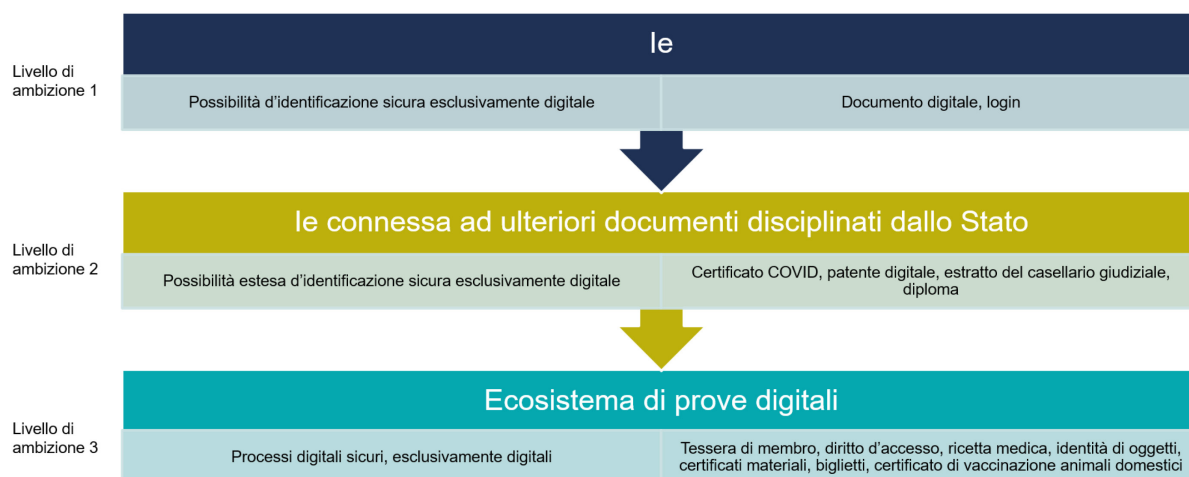 Ie
Livello di
ambizione 1
Possibilità d'identificazione sicura esclusivamente digitale
Documento digitale, login
Ie connessa ad ulteriori documenti disciplinati dallo Stato
Livello di
ambizione 2
Possibilità estesa d'identificazione sicura esclusivamente digitale
Certificato COVID, patente digitale, estratto del casellario giudiziale,
diploma
Ecosistema di prove digitali
Livello di
ambizione 3
Processi digitali sicuri, esclusivamente digitali
Tessera di membro, diritto d'accesso, ricetta medica, identità di oggetti,
certificati materiali, biglietti, certificato di vaccinazione animali domestici